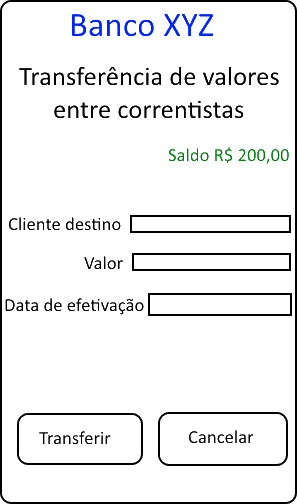 Banco XYZ
Transferência de valores
entre correntistas
Saldo R$ 200,00
Cliente destino
Valor
Data de efetivação
Transferir
Cancelar